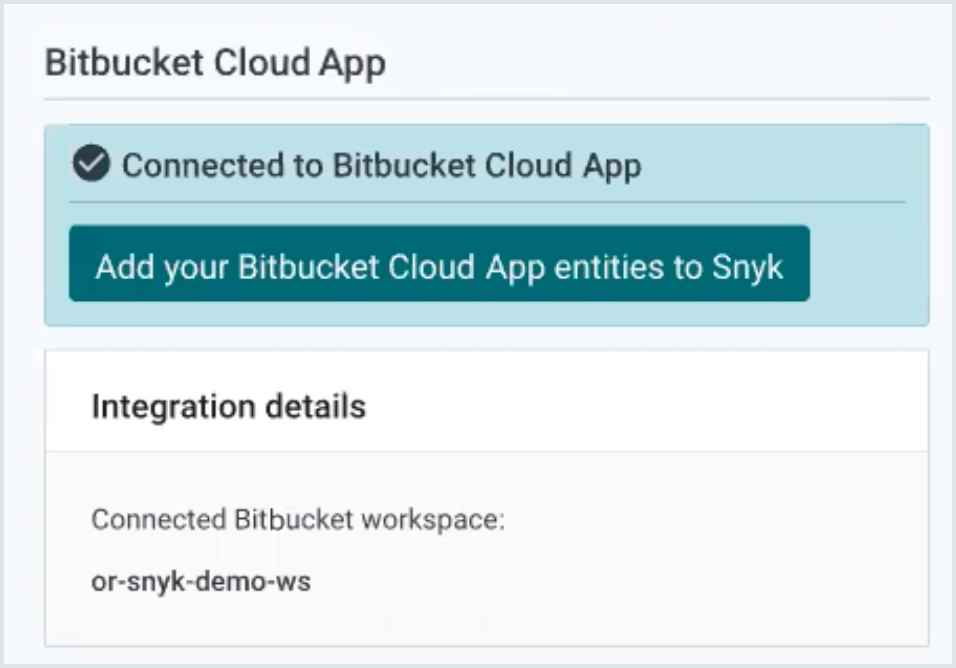 Bitbucket Cloud App
Connected to Bitbucket Cloud App
Add your Bitbucket Cloud App entities to Snyk
Integration details
Connected Bitbucket workspace:
or-snyk-demo-ws